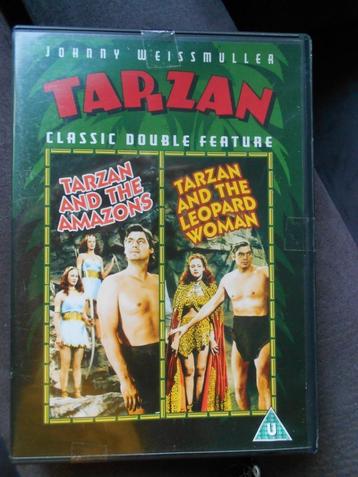 JOHNNY WEISSMULLER
TARZAN
CLASSIC DOUBLE FEATURE
TARZAN
AND THE
AMAZONS
TARZAN
AND THE
LEOPARD
WOMAN
U